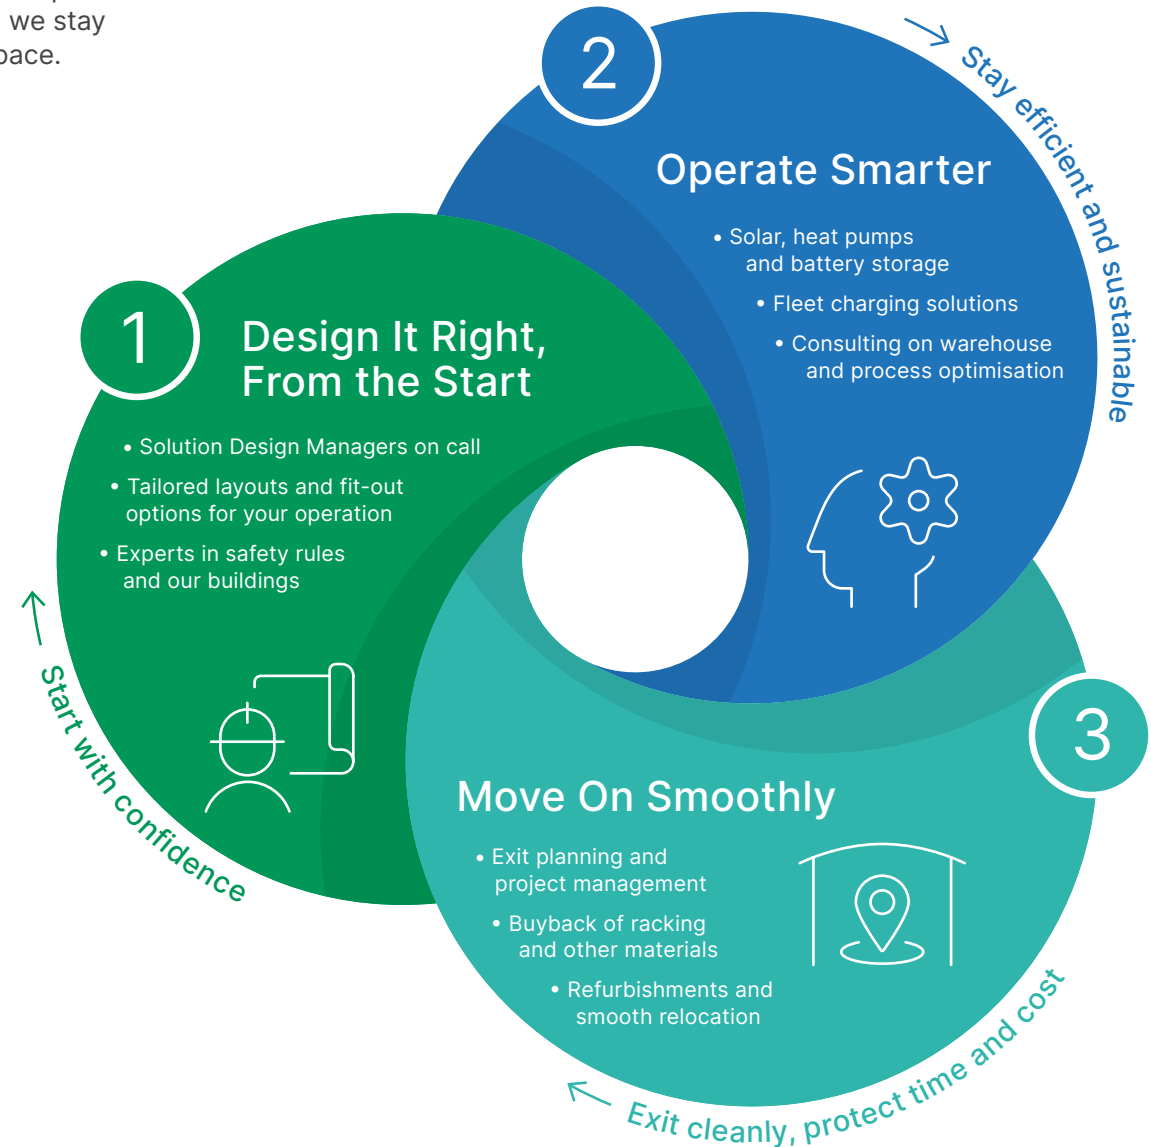 we stay
pace.
1
Design It Right,
From the Start
• Solution Design Managers on call
• Tailored layouts and fit-out
options for your operation
• Experts in safety rules
and our buildings
Start with confidence
2
Operate Smarter
• Solar, heat pumps
and battery storage
• Fleet charging solutions
• Consulting on warehouse
and process optimisation
Stay efficient and sustainable
3
Move On Smoothly
• Exit planning and
project management
• Buyback of racking
and other materials
• Refurbishments and
smooth relocation
Exit cleanly, protect time and cost